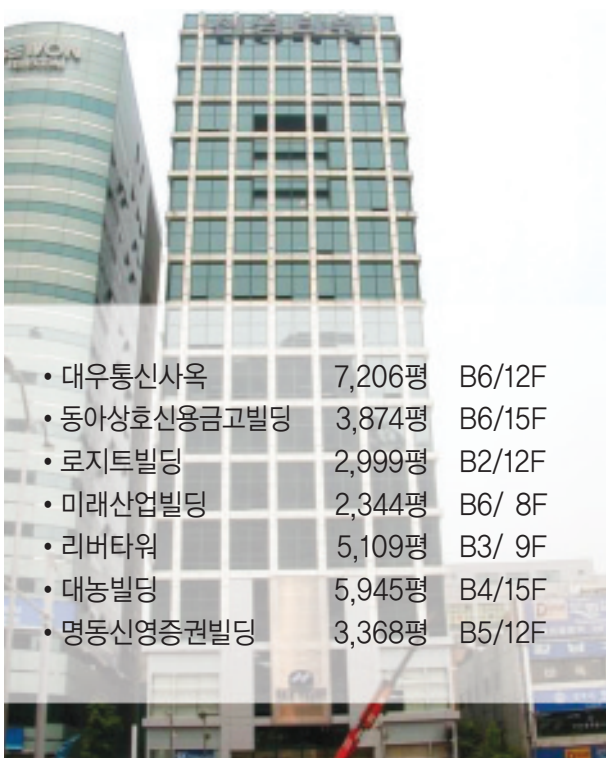 • 대우통신사옥 7,206평 B6/12F
• 동아상호신용금고빌딩 3,874평 B6/15F
• 로지트빌딩 2,999평 B2/12F
• 미래산업빌딩 2,344평 B6/ 8F
• 리버타워 5,109평 B3/ 9F
• 대농빌딩 5,945평 B4/15F
• 명동신영증권빌딩 3,368평 B5/12F